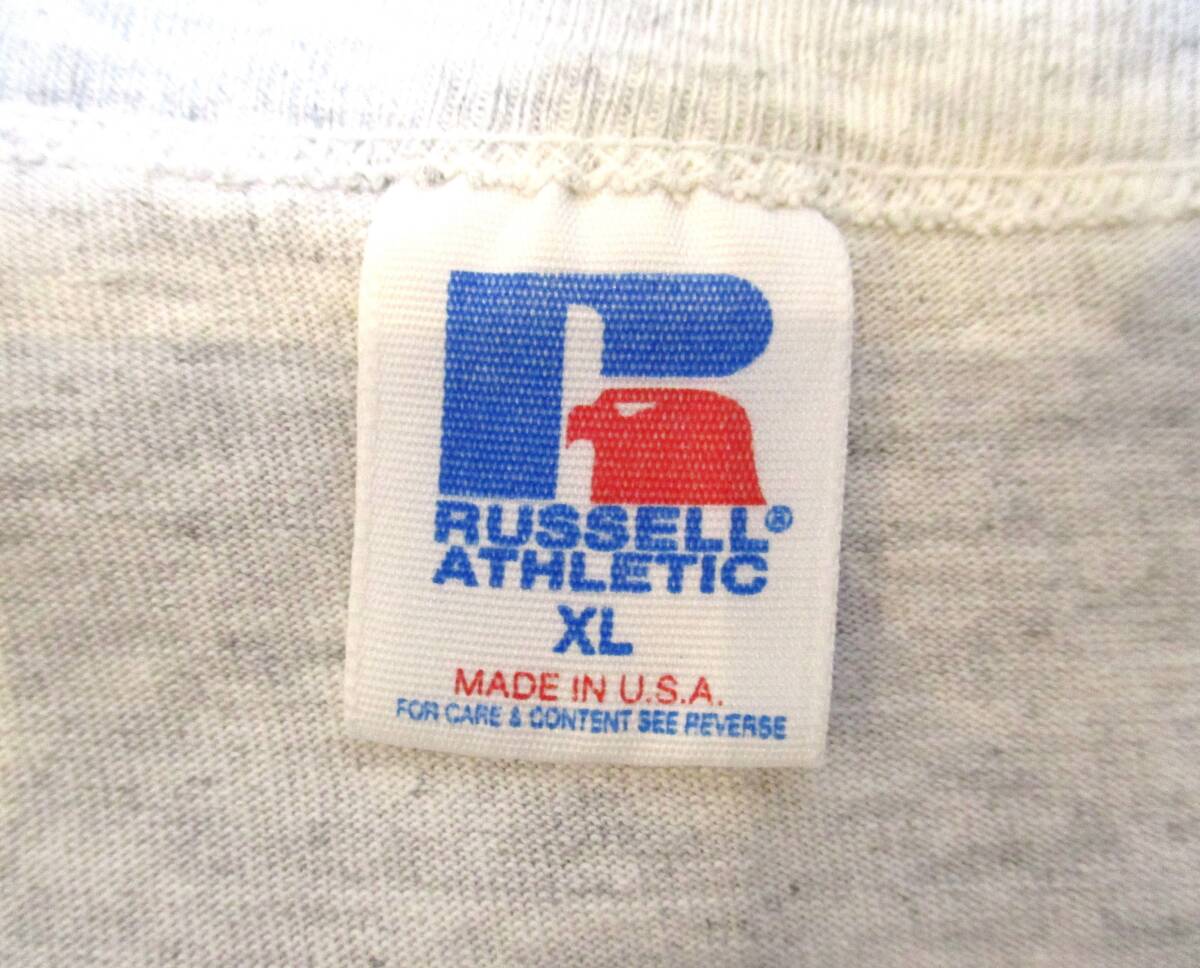 RUSSELL®
ATHLETIC
XL
MADE IN U.S.A.
FOR CARE & CONTENT SEE REVERSE